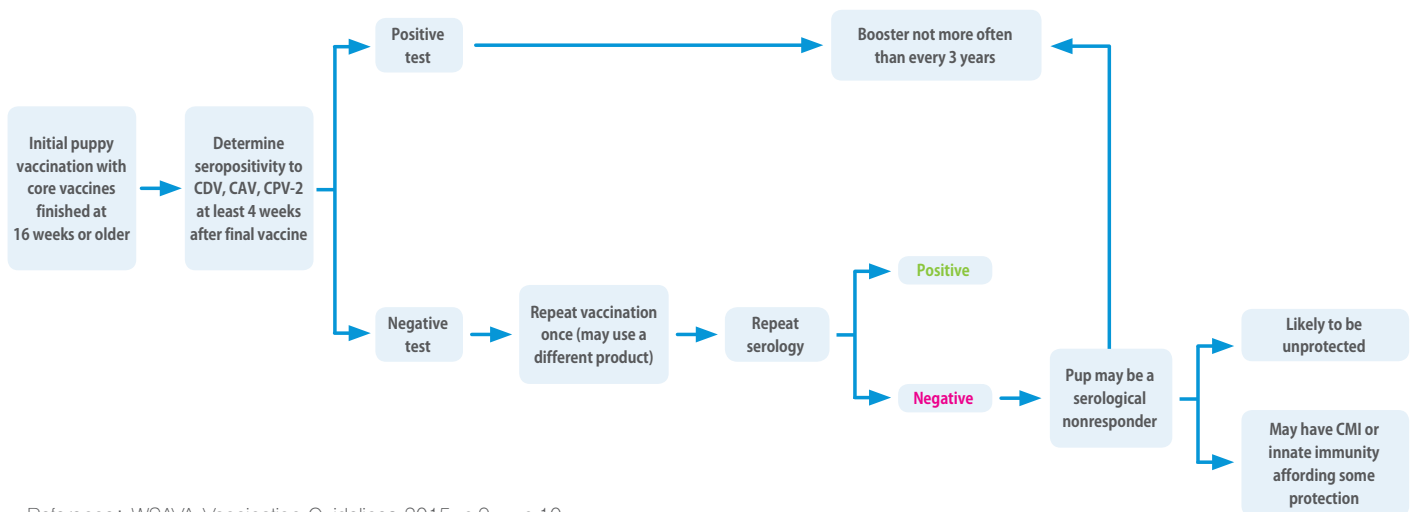 Initial puppy
vaccination with
core vaccines
finished at
16 weeks or older
Determine
seropositivity to
CDV, CAV, CPV-2
at least 4 weeks
after final vaccine
Positive
test
Booster not more often
than every 3 years
Negative
test
Repeat vaccination
once (may use a
different product)
Repeat
serology
Positive
Negative
Pup may be a
serological
nonresponder
Likely to be
unprotected
May have CMI or
innate immunity
affording some
protection
Vaccination Guidelines 2015